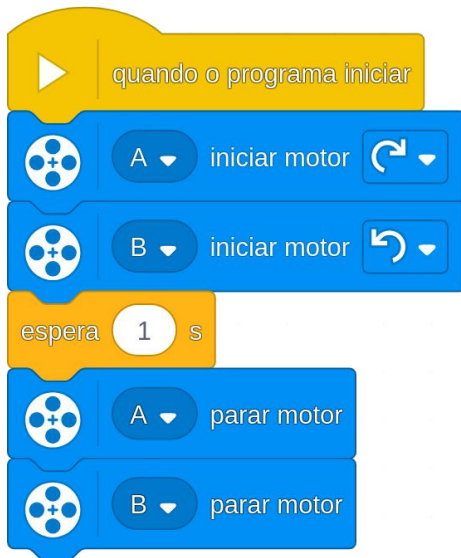 quando o programa iniciar
A iniciar motor
B iniciar motor
espera 1 s
A parar motor
B parar motor